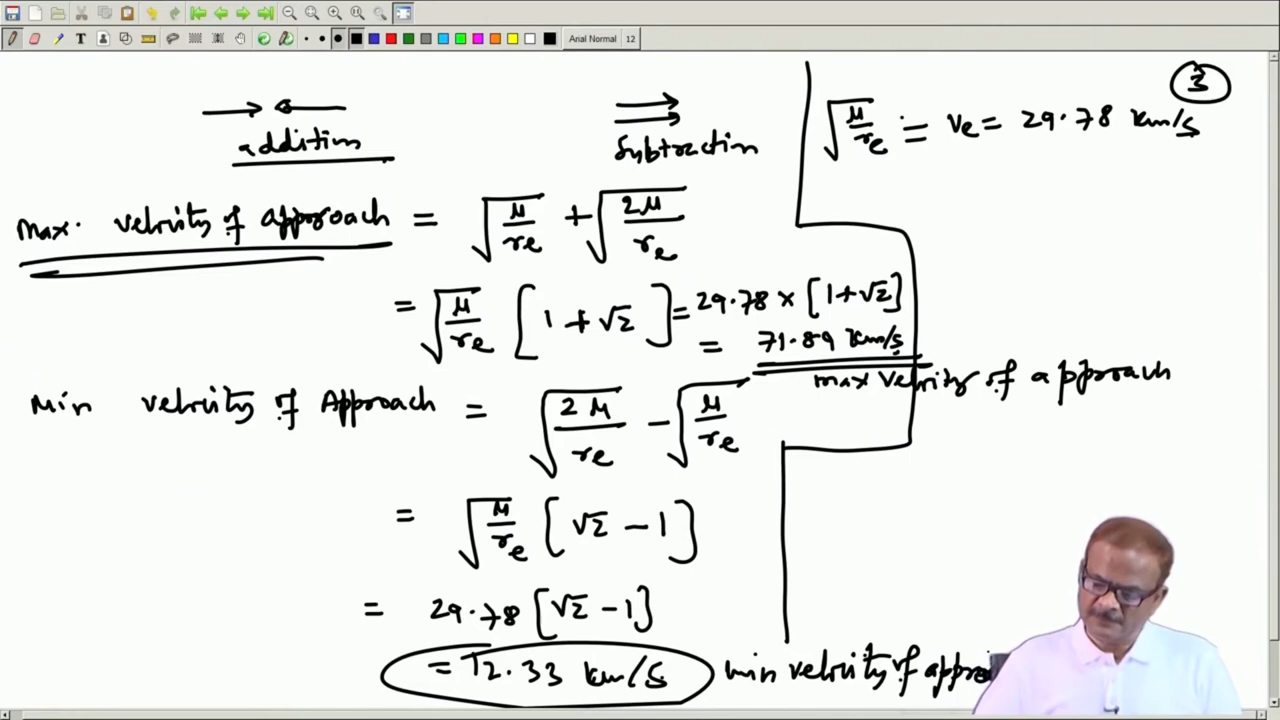 Arial Normal 12
3
addition
Subtraction
√(μ/re) = ve = 29.78 km/s
Max. velocity of approach = √(μ/re) + √(2μ/re)
= √(μ/re) [1+√2] = 29.78 × [1+√2]
= 71.89 km/s
max velocity of approach
Min velocity of Approach = √(2μ/re) - √(μ/re)
= √(μ/re) [√2 - 1]
= 29.78 [√2 - 1]
= 12.33 km/s min velocity of